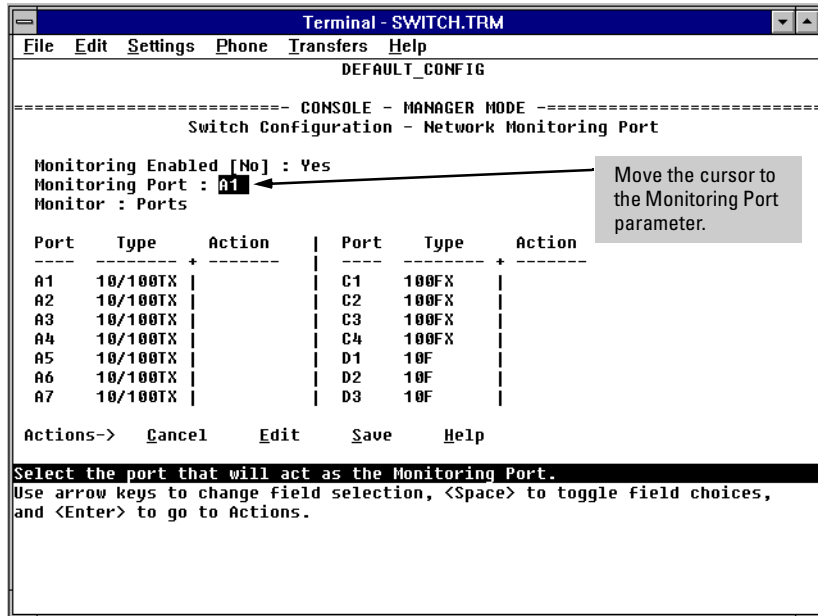 Terminal - SWITCH.TRM
File Edit Settings Phone Transfers Help
DEFAULT_CONFIG
==========================- CONSOLE - MANAGER MODE -===========================
Switch Configuration - Network Monitoring Port
Monitoring Enabled [No] : Yes
Monitoring Port : A1
Monitor : Ports
Move the cursor to
the Monitoring Port
parameter.
Port Type Action | Port Type Action
---- -------- + ------- | ---- -------- + -------
A1 10/100TX | | C1 100FX |
A2 10/100TX | | C2 100FX |
A3 10/100TX | | C3 100FX |
A4 10/100TX | | C4 100FX |
A5 10/100TX | | D1 10F |
A6 10/100TX | | D2 10F |
A7 10/100TX | | D3 10F |
Actions-> Cancel Edit Save Help
Select the port that will act as the Monitoring Port.
Use arrow keys to change field selection, <Space> to toggle field choices,
and <Enter> to go to Actions.